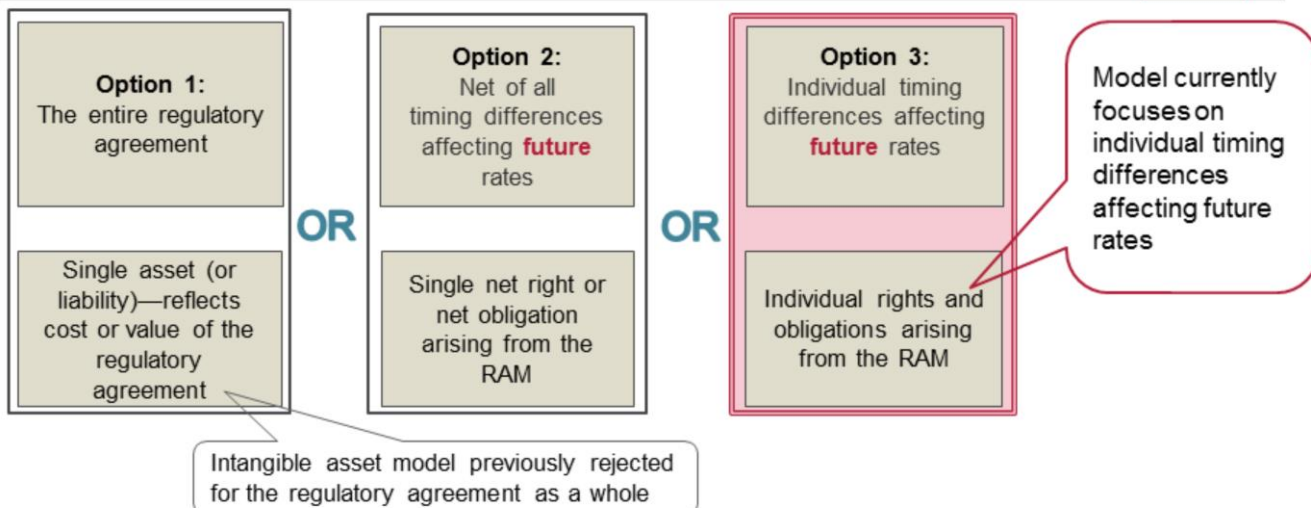 Option 1:
The entire regulatory
agreement
Single asset (or
liability)—reflects
cost or value of the
regulatory
agreement
Intangible asset model previously rejected
for the regulatory agreement as a whole
OR
Option 2:
Net of all
timing differences
affecting future
rates
Single net right or
net obligation
arising from the
RAM
OR
Option 3:
Individual timing
differences affecting
future rates
Individual rights and
obligations arising
from the RAM
Model currently
focuses on
individual timing
differences
affecting future
rates